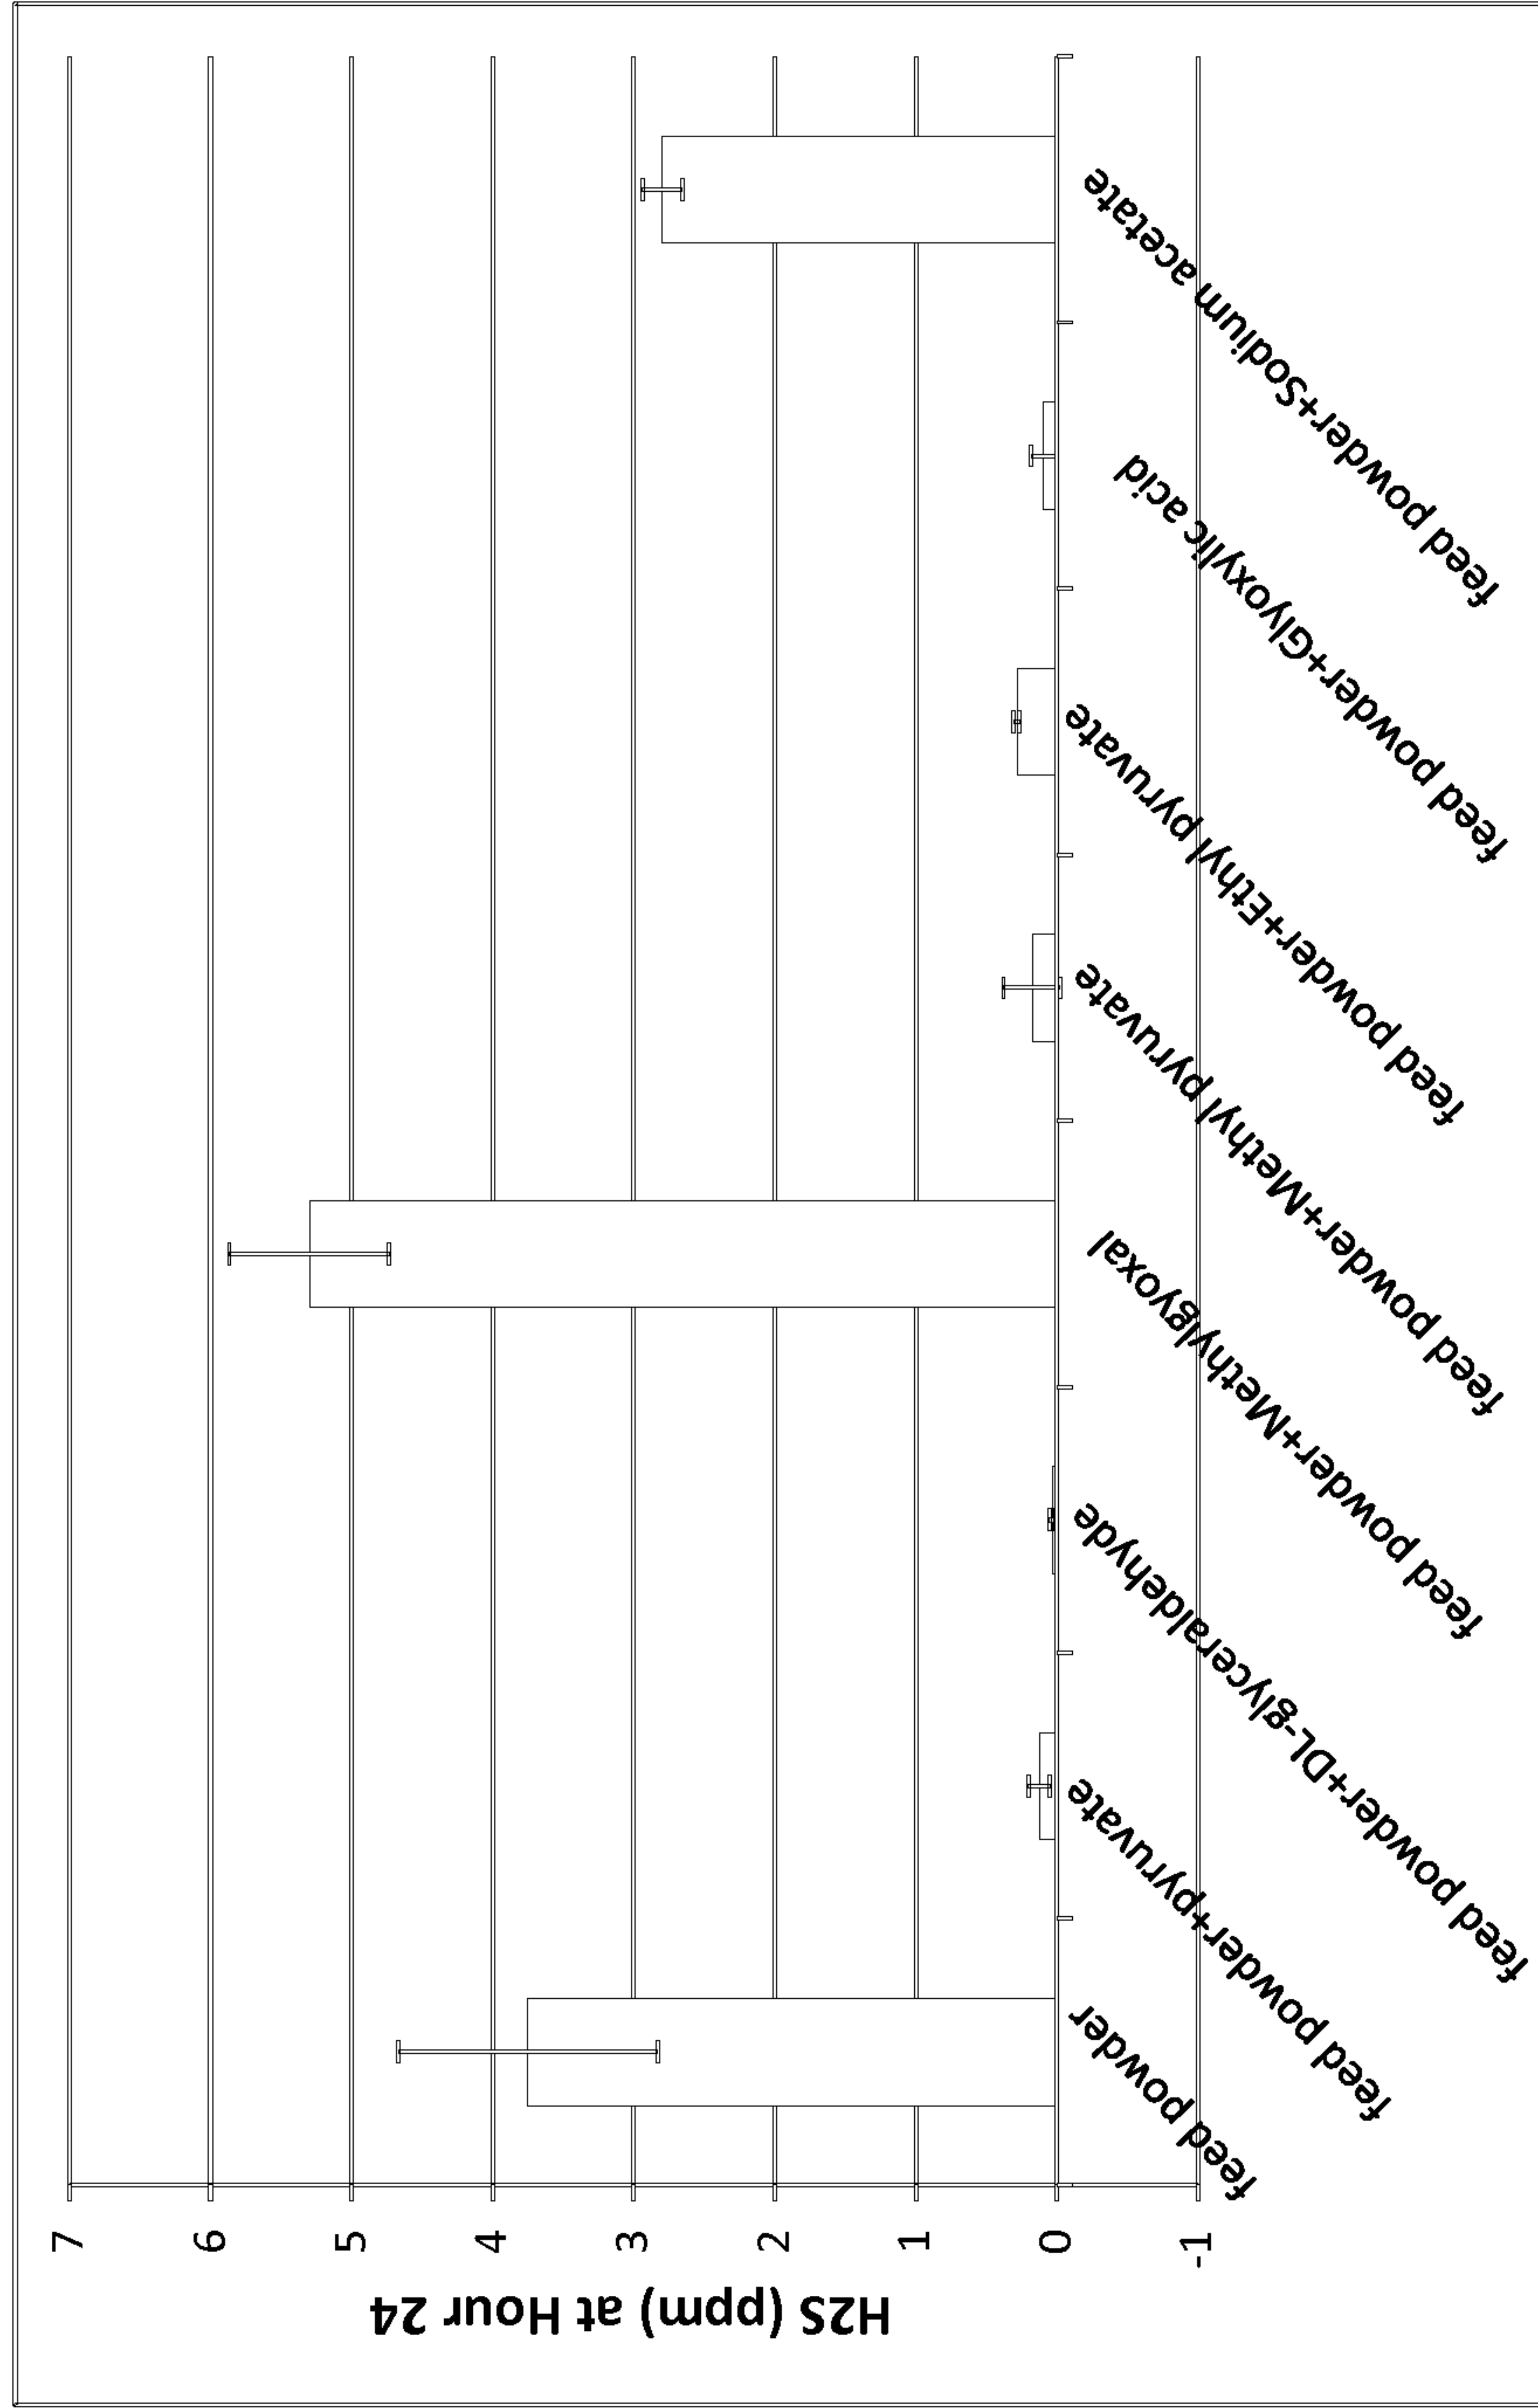 H2S (ppm) at Hour 24
7
6
5
4
3
2
1
0
-1
feed powder
feed powder+pyruvate
feed powder+DL-glyceraldehyde
feed powder+Methylgyoxal
feed powder+Methyl pyruvate
feed powder+Ethyl pyruvate
feed powder+Glyoxylic acid
feed powder+Sodium acetate